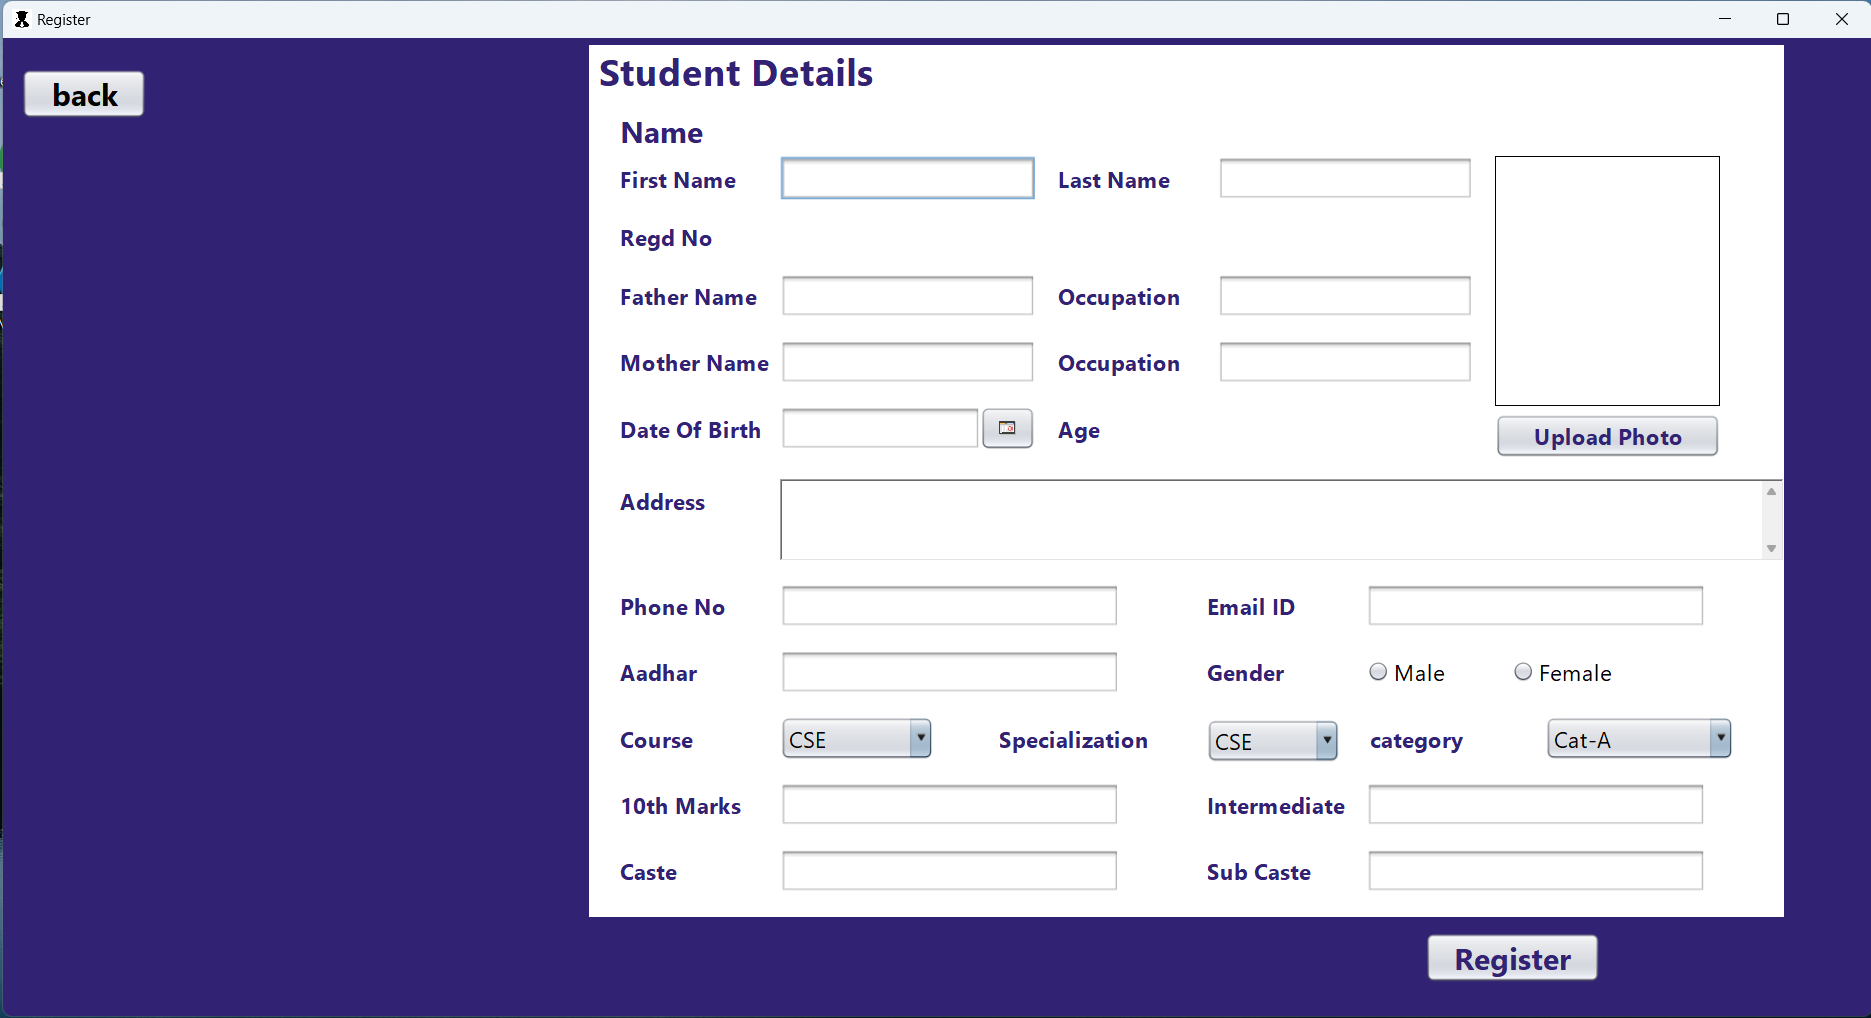 Register
back
Student Details
Name
First Name Last Name
Regd No
Father Name Occupation
Mother Name Occupation
Date Of Birth Age
Upload Photo
Address
Phone No Email ID
Aadhar Gender Male Female
Course CSE Specialization CSE category Cat-A
10th Marks Intermediate
Caste Sub Caste
Register